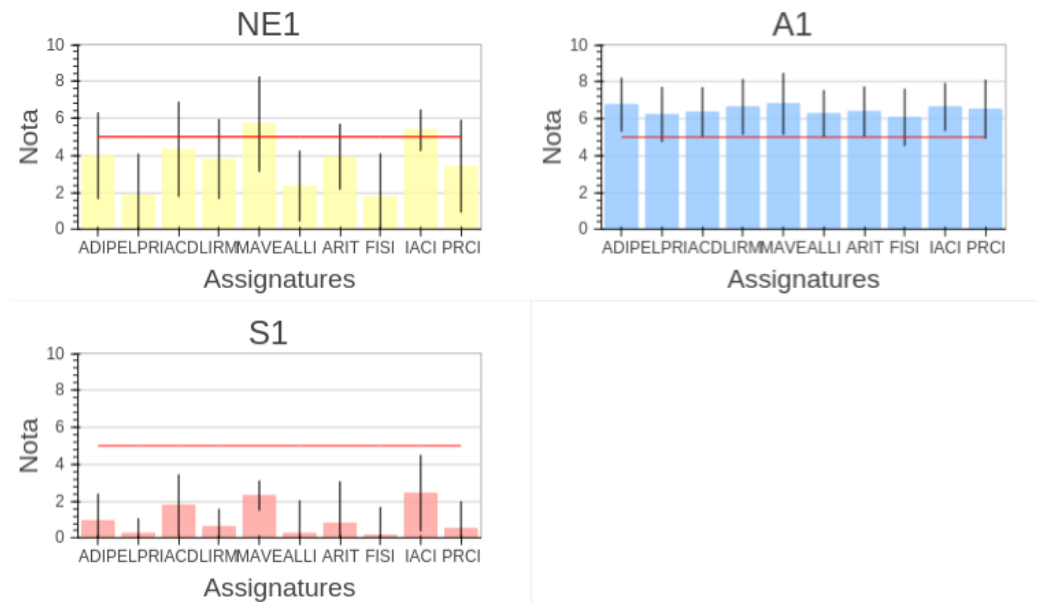 NE1
10
8
6
4
2
0
Nota
ADIPELPRIACDLIRMMAVEALLI ARIT FISI IACI PRCI
Assignatures
A1
10
8
6
4
2
0
Nota
ADIPELPRIACDLIRMMAVEALLI ARIT FISI IACI PRCI
Assignatures
S1
10
8
6
4
2
0
Nota
ADIPELPRIACDLIRMMAVEALLI ARIT FISI IACI PRCI
Assignatures